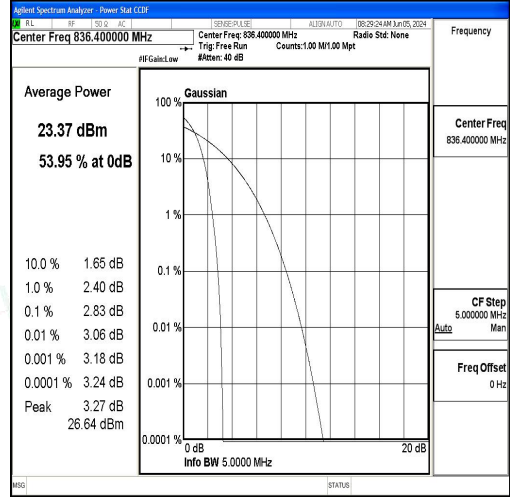 Agilent Spectrum Analyzer - Power Stat CCDF
RL RF 50 Ω AC SENSE:PULSE ALIGN AUTO 08:29:24 AM Jun 05, 2024
Center Freq 836.400000 MHz
Center Freq: 836.400000 MHz Radio Std: None
Trig: Free Run Counts:1.00 M/1.00 Mpt
#IFGain:Low #Atten: 40 dB
Frequency
Average Power
23.37 dBm
53.95 % at 0dB
10.0 % 1.65 dB
1.0 % 2.40 dB
0.1 % 2.83 dB
0.01 % 3.06 dB
0.001 % 3.18 dB
0.0001 % 3.24 dB
Peak 3.27 dB
26.64 dBm
Gaussian
100 %
10 %
1 %
0.1 %
0.01 %
0.001 %
0.0001 %
0 dB 20 dB
Info BW 5.0000 MHz
Center Freq
836.400000 MHz
CF Step
5.000000 MHz
Auto Man
Freq Offset
0 Hz
MSG STATUS